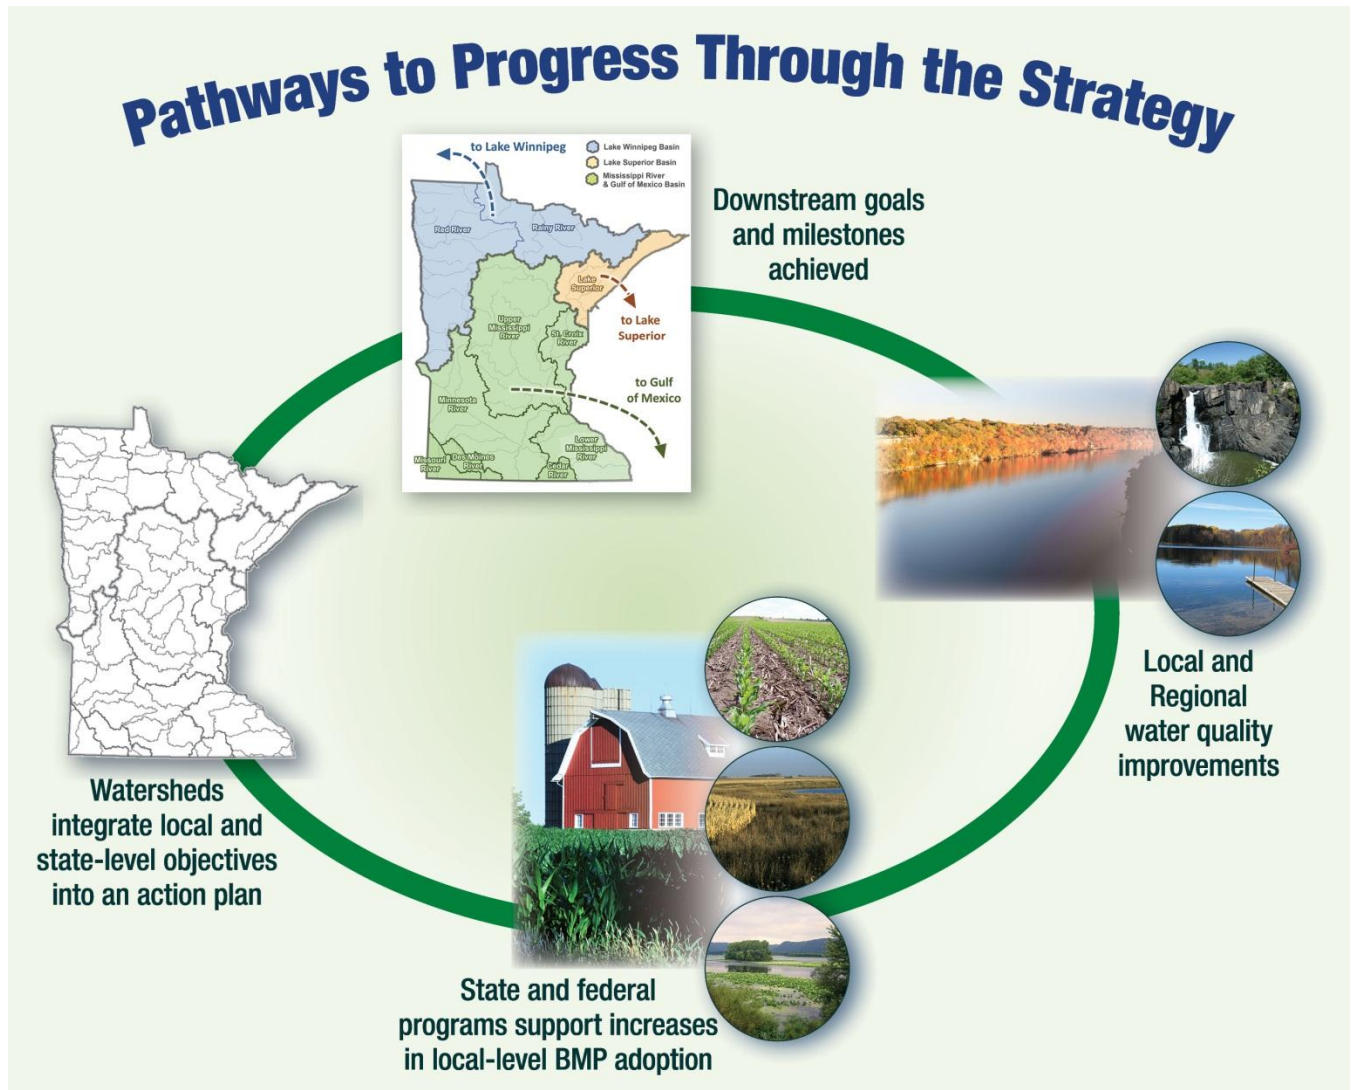 Pathways to Progress Through the Strategy
to Lake Winnipeg
Lake Winnipeg Basin
Lake Superior Basin
Mississippi River
& Gulf of Mexico Basin
Red River
Rainy River
Lake
Superior
Upper
Mississippi
River
St. Croix
River
to Lake
Superior
to Gulf
of Mexico
Minnesota
River
Missouri
River
Des Moines
River
Lower
Mississippi
River
Cedar
River
Downstream goals
and milestones
achieved
Local and
Regional
water quality
improvements
State and federal
programs support increases
in local-level BMP adoption
Watersheds
integrate local and
state-level objectives
into an action plan